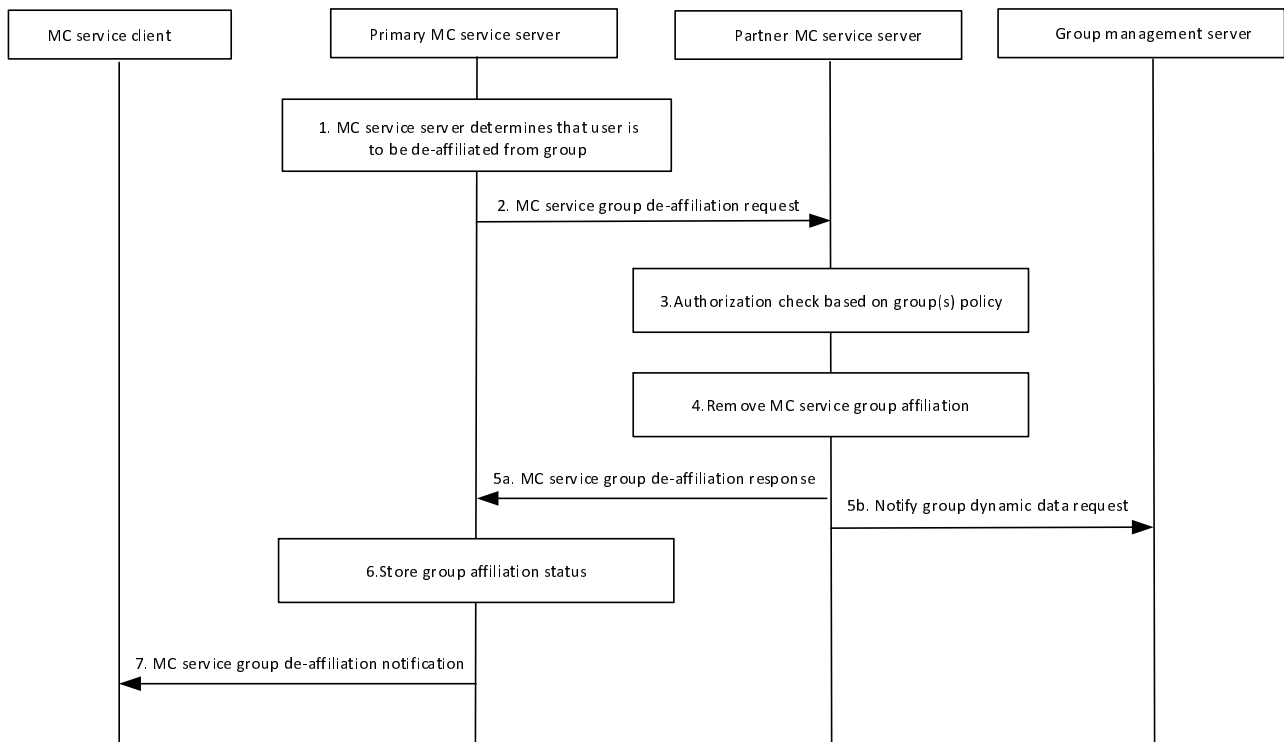 MC service client
Primary MC service server
Partner MC service server
Group management server
1. MC service server determines that user is
to be de-affiliated from group
2. MC service group de-affiliation request
3.Authorization check based on group(s) policy
4.Remove MC service group affiliation
5a. MC service group de-affiliation response
5b. Notify group dynamic data request
6.Store group affiliation status
7. MC service group de-affiliation notification